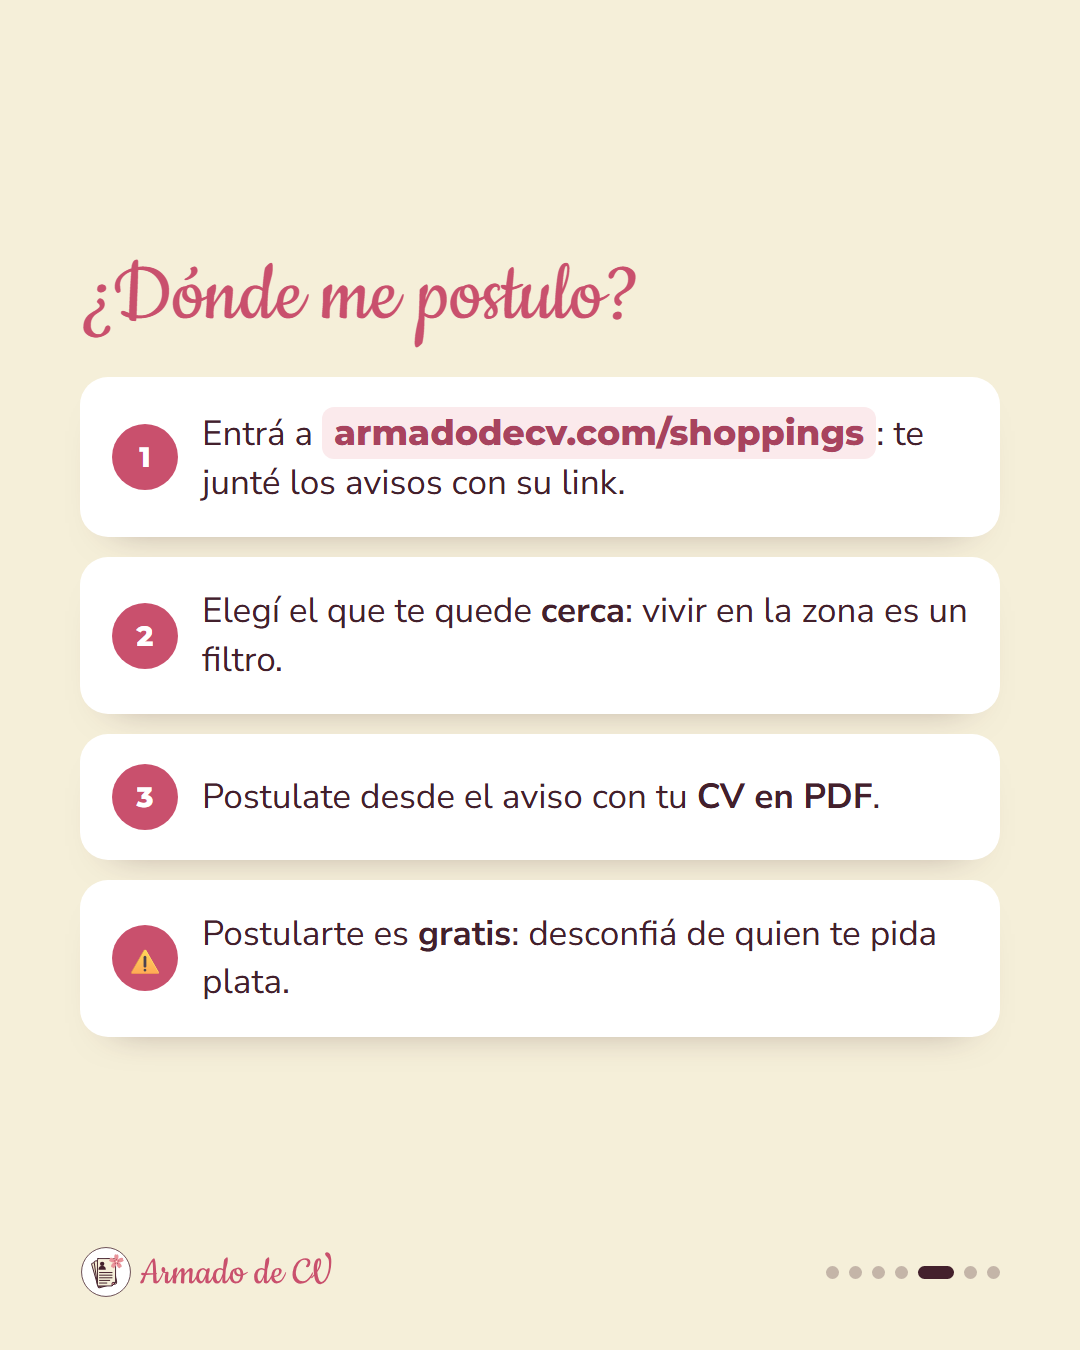 ¿Dónde me postulo?
1
Entrá a armadodecv.com/shoppings : te
junté los avisos con su link.
2
Elegí el que te quede cerca: vivir en la zona es un
filtro.
3
Postulate desde el aviso con tu CV en PDF.
Postularte es gratis: desconfiá de quien te pida
plata.
Armado de CV